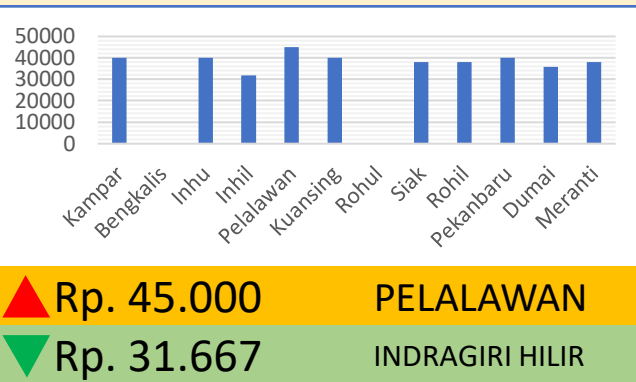 50000
40000
30000
20000
10000
0
Kampar
Bengkalis
Inhu
Inhil
Pelalawan
Kuansing
Rohul
Siak
Rohil
Pekanbaru
Dumai
Meranti
Rp. 45.000 PELALAWAN
Rp. 31.667 INDRAGIRI HILIR